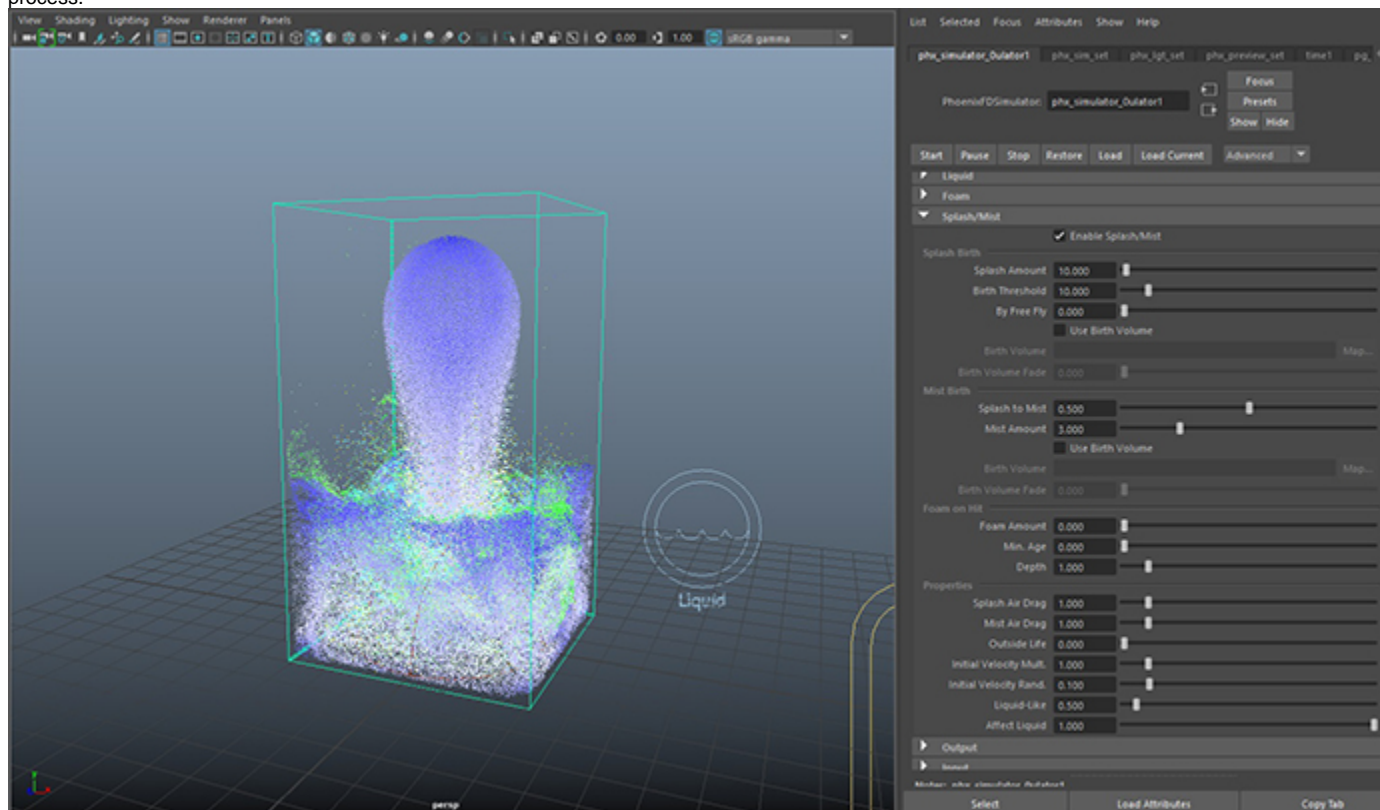 process.
View Shading Lighting Show Renderer Panels
0.00 1.00 sRGB gamma
Liquid
persp
List Selected Focus Attributes Show Help
phx_simulator_0ulator1 phx_sim_set phx_lgt_set phx_preview_set time1 pg_
PhoenixFDSimulator: phx_simulator_0ulator1
Focus
Presets
Show Hide
Start Pause Stop Restore Load Load Current Advanced
Liquid
Foam
Splash/Mist
Enable Splash/Mist
Splash Birth
Splash Amount 10.000
Birth Threshold 10.000
By Free Fly 0.000
Use Birth Volume
Birth Volume Map...
Birth Volume Fade 0.000
Mist Birth
Splash to Mist 0.500
Mist Amount 3.000
Use Birth Volume
Birth Volume Map...
Birth Volume Fade 0.000
Foam on Hit
Foam Amount 0.000
Min. Age 0.000
Depth 1.000
Properties
Splash Air Drag 1.000
Mist Air Drag 1.000
Outside Life 0.000
Initial Velocity Mult. 1.000
Initial Velocity Rand. 0.100
Liquid-Like 0.500
Affect Liquid 1.000
Output
Input
Notes: phx_simulator_0ulator1
Select Load Attributes Copy Tab